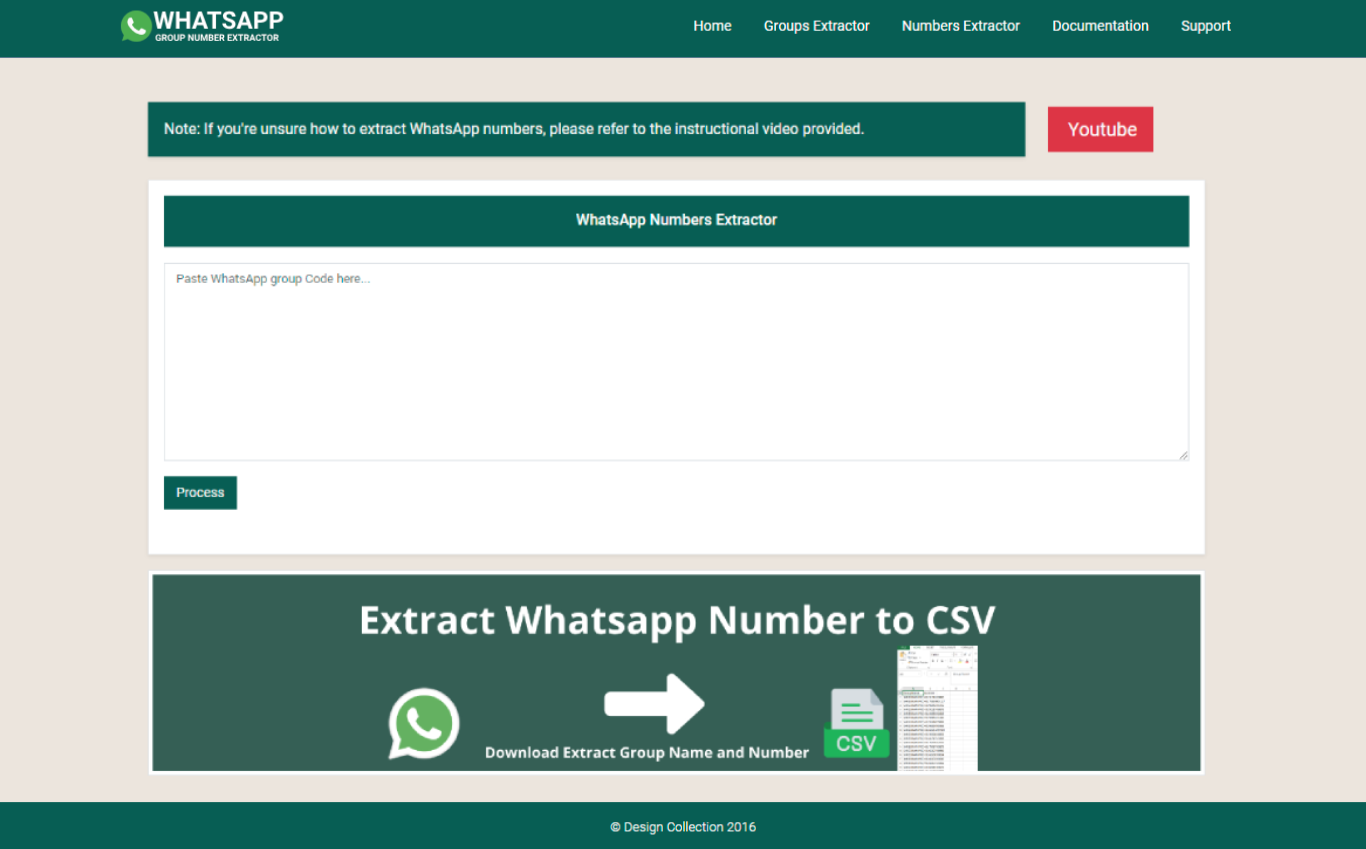 WHATSAPP
GROUP NUMBER EXTRACTOR
Home Groups Extractor Numbers Extractor Documentation Support
Note: If you're unsure how to extract WhatsApp numbers, please refer to the instructional video provided.
Youtube
WhatsApp Numbers Extractor
Paste WhatsApp group Code here...
Process
Extract Whatsapp Number to CSV
CSV
Download Extract Group Name and Number
© Design Collection 2016